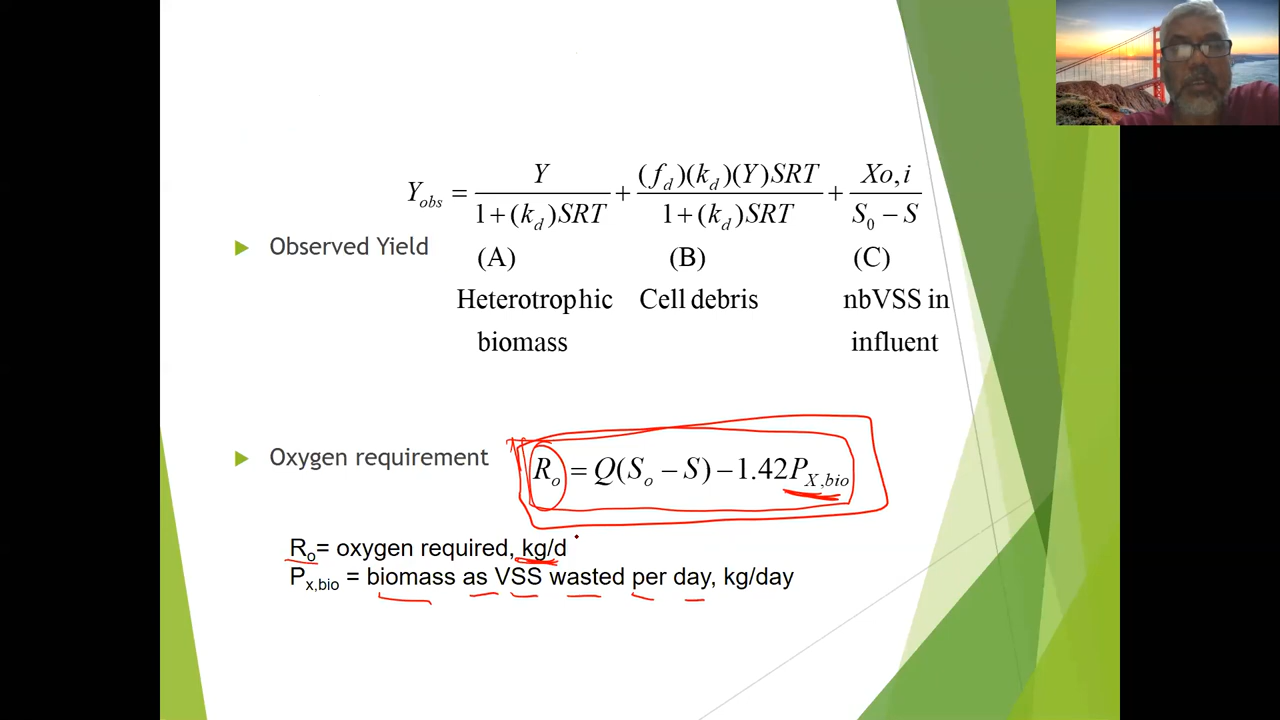 Y_obs = Y / (1+(k_d)SRT) + (f_d)(k_d)(Y)SRT / (1+(k_d)SRT) + Xo,i / (S_0 − S)
▶ Observed Yield (A) (B) (C)
Heterotrophic Cell debris nbVSS in
biomass influent
▶ Oxygen requirement R_o = Q(S_o − S) − 1.42P_X,bio
R_o= oxygen required, kg/d
P_x,bio = biomass as VSS wasted per day, kg/day